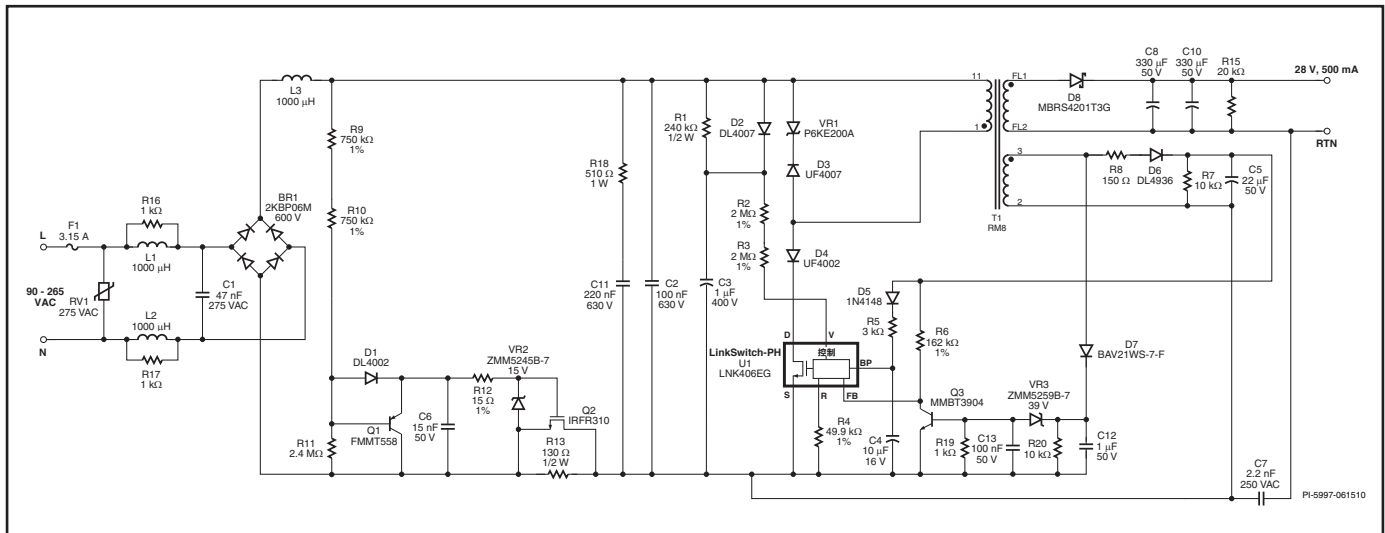 L3
1000 µH
R9
750 kΩ
1%
R10
750 kΩ
1%
R16
1 kΩ
F1
3.15 A
L
L1
1000 µH
BR1
2KBP06M
600 V
90 - 265
VAC
RV1
275 VAC
C1
47 nF
275 VAC
L2
1000 µH
N
R17
1 kΩ
D1
DL4002
R11
2.4 MΩ
Q1
FMMT558
C6
15 nF
50 V
R12
15 Ω
1%
VR2
ZMM5245B-7
15 V
Q2
IRFR310
R13
130 Ω
1/2 W
R18
510 Ω
1 W
C11
220 nF
630 V
C2
100 nF
630 V
R1
240 kΩ
1/2 W
C3
1 µF
400 V
D2
DL4007
R2
2 MΩ
1%
R3
2 MΩ
1%
VR1
P6KE200A
D3
UF4007
D4
UF4002
D
V
LinkSwitch-PH
U1
LNK406EG
控制
BP
S
R
FB
R4
49.9 kΩ
1%
D5
1N4148
R5
3 kΩ
C4
10 µF
16 V
R6
162 kΩ
1%
Q3
MMBT3904
R19
1 kΩ
C13
100 nF
50 V
VR3
ZMM5259B-7
39 V
R20
10 kΩ
D7
BAV21WS-7-F
C12
1 µF
50 V
11
1
FL1
FL2
3
2
T1
RM8
D8
MBRS4201T3G
C8
330 µF
50 V
C10
330 µF
50 V
R15
20 kΩ
28 V, 500 mA
RTN
R8
150 Ω
D6
DL4936
R7
10 kΩ
C5
22 µF
50 V
C7
2.2 nF
250 VAC
PI-5997-061510